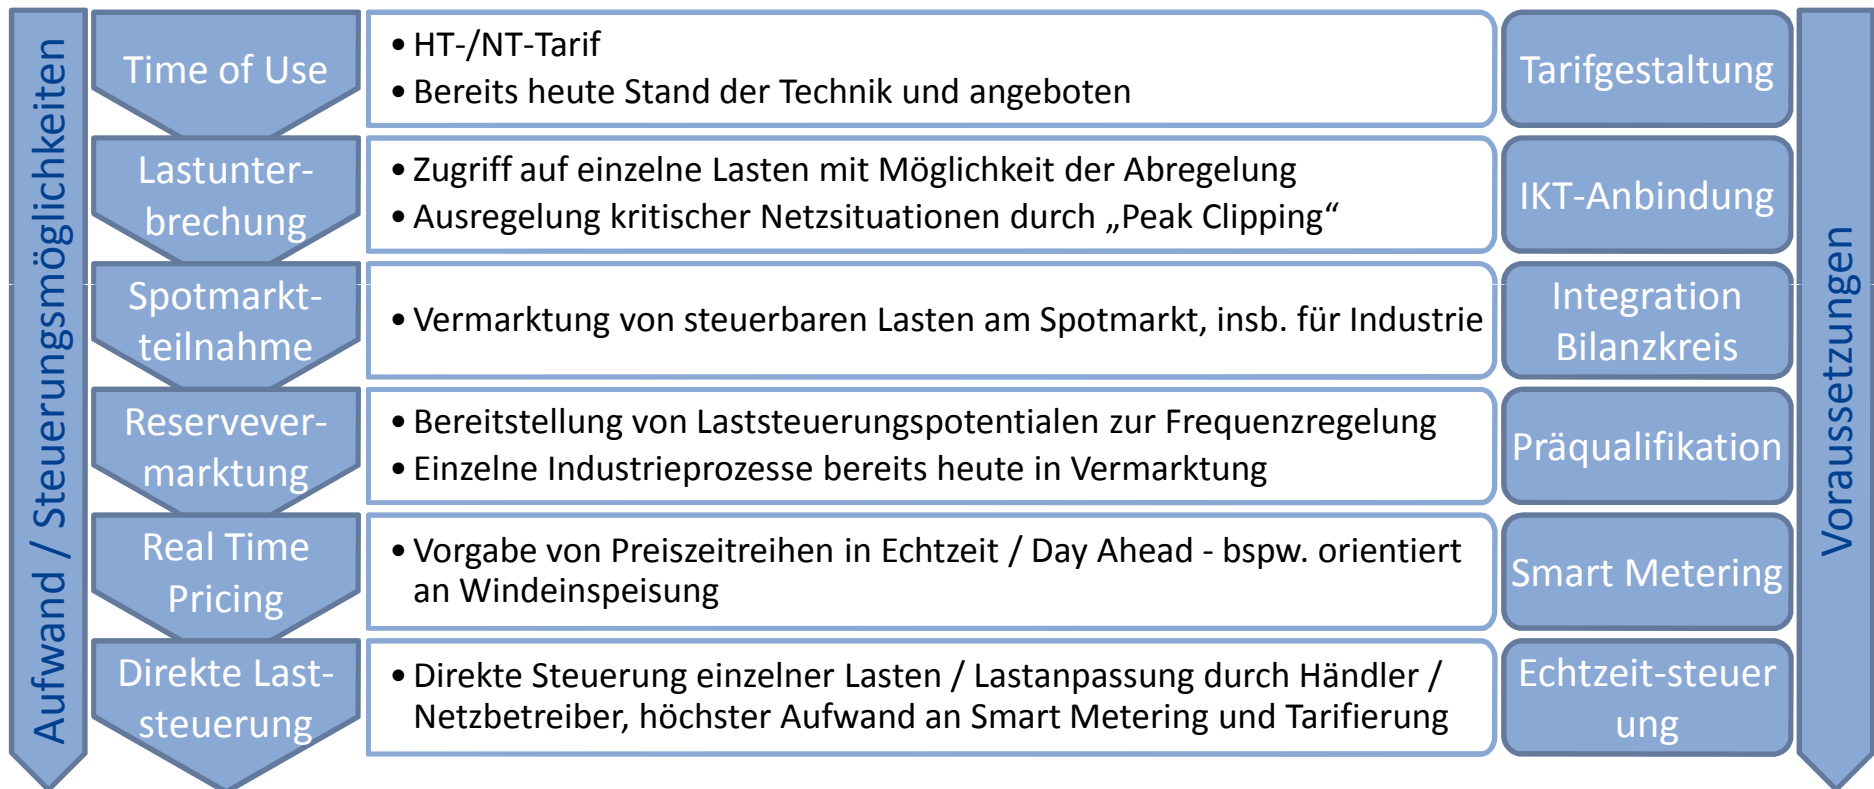 Aufwand / Steuerungsmöglichkeiten
Time of Use
• HT-/NT-Tarif
• Bereits heute Stand der Technik und angeboten
Tarifgestaltung
Lastunter-
brechung
• Zugriff auf einzelne Lasten mit Möglichkeit der Abregelung
• Ausregelung kritischer Netzsituationen durch „Peak Clipping“
IKT-Anbindung
Spotmarkt-
teilnahme
• Vermarktung von steuerbaren Lasten am Spotmarkt, insb. für Industrie
Integration
Bilanzkreis
Reservever-
marktung
• Bereitstellung von Laststeuerungspotentialen zur Frequenzregelung
• Einzelne Industrieprozesse bereits heute in Vermarktung
Präqualifikation
Real Time
Pricing
• Vorgabe von Preiszeitreihen in Echtzeit / Day Ahead - bspw. orientiert
an Windeinspeisung
Smart Metering
Direkte Last-
steuerung
• Direkte Steuerung einzelner Lasten / Lastanpassung durch Händler /
Netzbetreiber, höchster Aufwand an Smart Metering und Tarifierung
Echtzeit-steuer
ung
Voraussetzungen